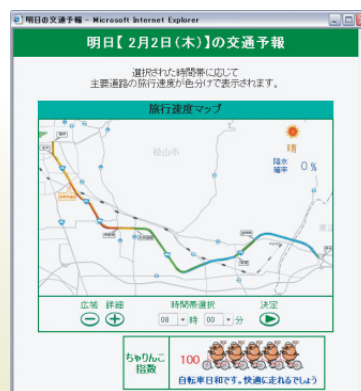 明日の交通予報 - Microsoft Internet Explorer
明日【 2月2日（木）】の交通予報
選択された時間帯に応じて
主要道路の旅行速度が色分けで表示されます。
旅行速度マップ
松山市
晴
降水
確率
0 %
広域 詳細 時間帯選択 決定
08 時 00 分
ちゃりんこ
指数
100
自転車日和です。快適に走れるでしょう